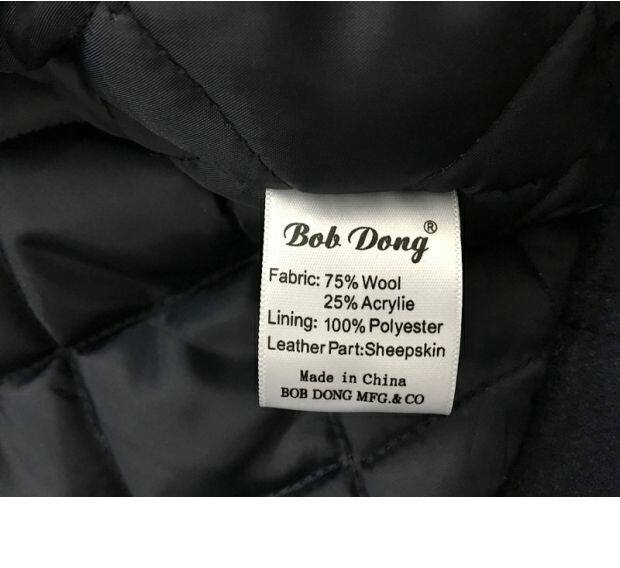 Bob Dong®
Fabric: 75% Wool
25% Acrylie
Lining: 100% Polyester
Leather Part:Sheepskin
Made in China
BOB DONG MFG.& CO